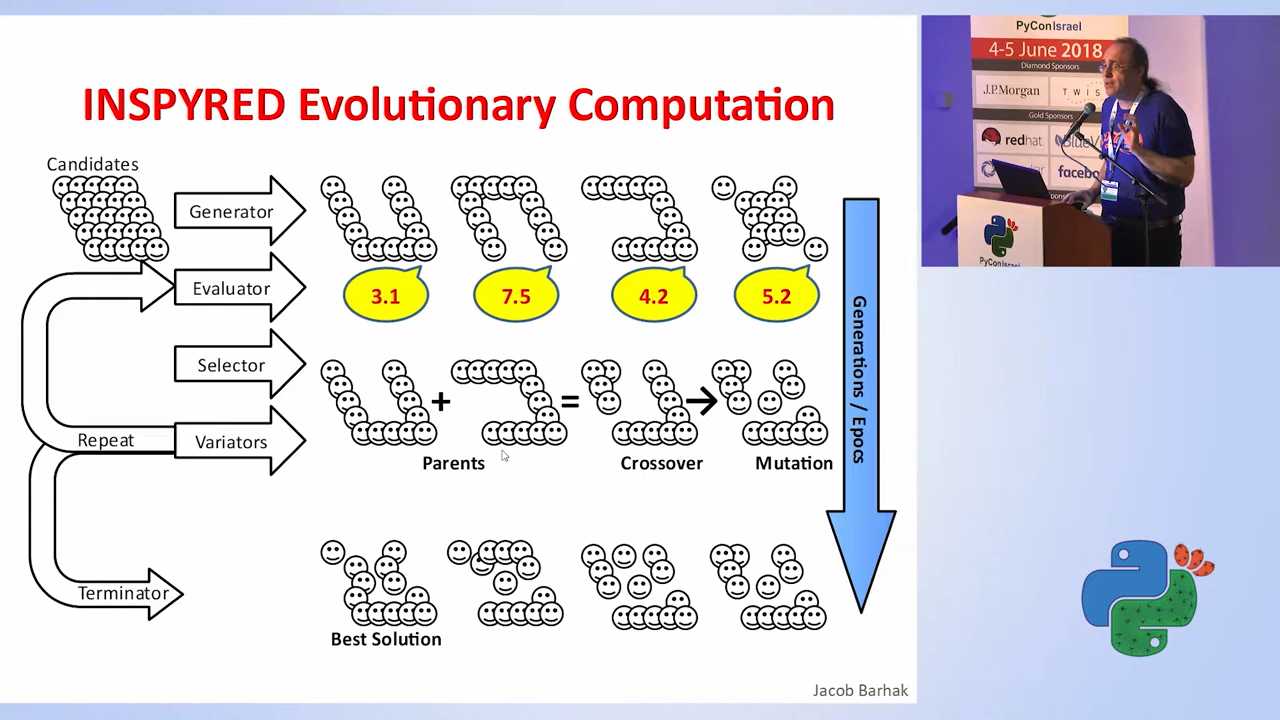 INSPYRED Evolutionary Computation
Candidates
Generator
Evaluator
3.1
7.5
4.2
5.2
Selector
Repeat
Variators
+
=
Parents
Crossover
Mutation
Generations / Epocs
Terminator
Best Solution
Jacob Barhak
PyConIsrael
4-5 June 2018
Diamond Sponsors
J.P.Morgan
TWIS
Gold Sponsors
redhat
BlueV
facebo
PyConIsrael